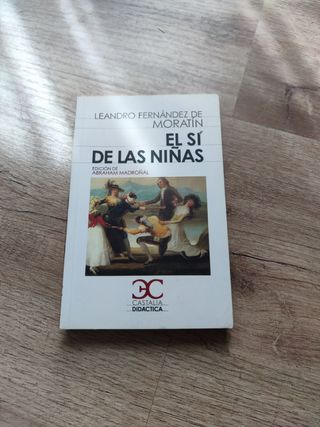 LEANDRO FERNÁNDEZ DE
MORATÍN
EL SÍ
DE LAS NIÑAS
EDICIÓN DE
ABRAHAM MADROÑAL
CASTALIA
DIDÁCTICA